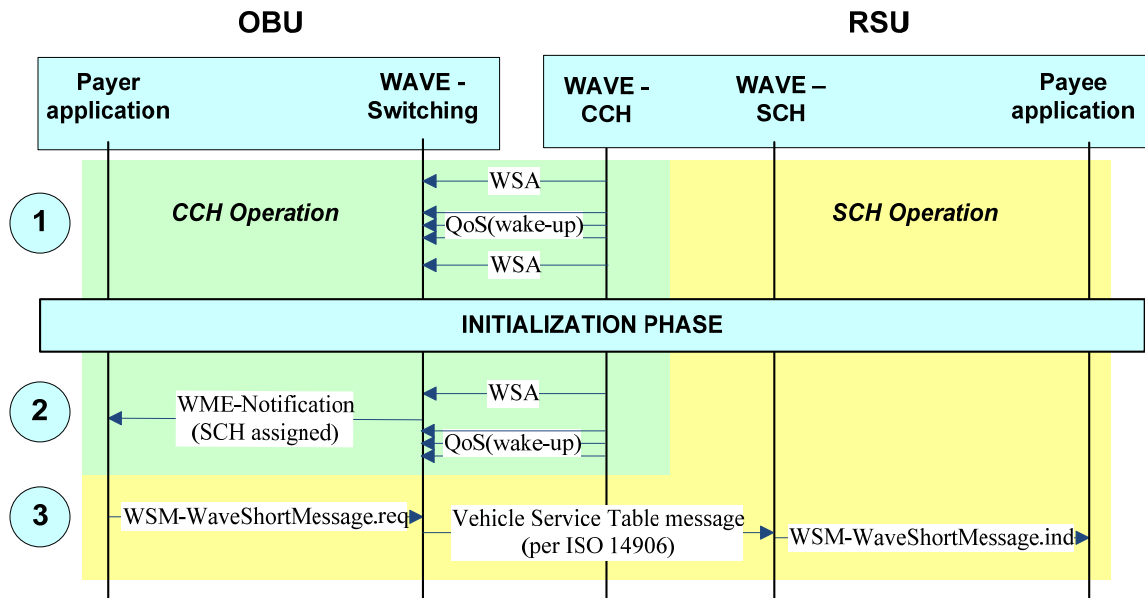 OBU
RSU
Payer
application
WAVE -
Switching
WAVE -
CCH
WAVE –
SCH
Payee
application
1
CCH Operation
SCH Operation
WSA
QoS(wake-up)
WSA
INITIALIZATION PHASE
2
WSA
WME-Notification
(SCH assigned)
QoS(wake-up)
3
WSM-WaveShortMessage.req
Vehicle Service Table message
(per ISO 14906)
WSM-WaveShortMessage.ind